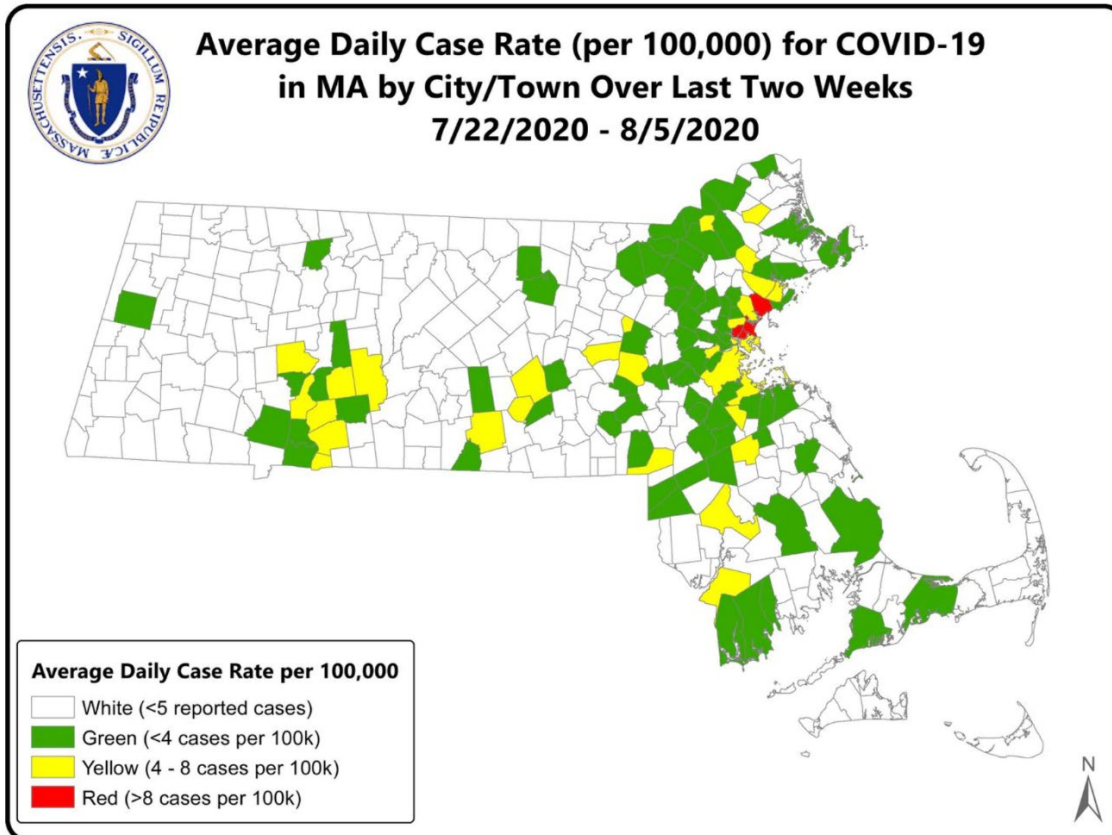 Average Daily Case Rate (per 100,000) for COVID-19
in MA by City/Town Over Last Two Weeks
7/22/2020 - 8/5/2020
SIGILLUM REIPUBLICÆ MASSACHUSETTENSIS.
Average Daily Case Rate per 100,000
White (<5 reported cases)
Green (<4 cases per 100k)
Yellow (4 - 8 cases per 100k)
Red (>8 cases per 100k)
N